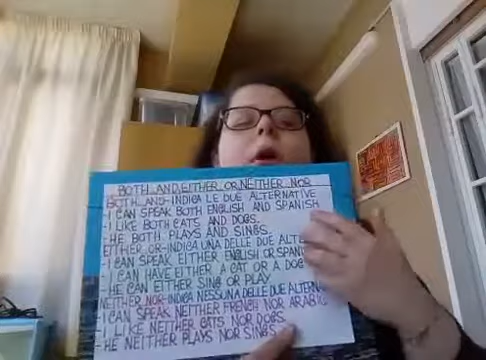 BOTH AND, EITHER OR, NEITHER NOR
BOTH AND-INDICA LE DUE ALTERNATIVE
-I CAN SPEAK BOTH ENGLISH AND SPANISH
-I LIKE BOTH CATS AND DOGS.
-HE BOTH PLAYS AND SINGS.
EITHER OR-INDICA UNA DELLE DUE
-I CAN SPEAK EITHER ENGLISH OR
-I CAN HAVE EITHER A CAT OR A DOG
-HE CAN EITHER SING OR PLAY
NEITHER NOR-INDICA NESSUNA DELLE DUE
-I CAN SPEAK NEITHER FRENCH NOR ARABIC
-I LIKE NEITHER CATS NOR DOGS.
-HE NEITHER PLAYS NOR SINGS.